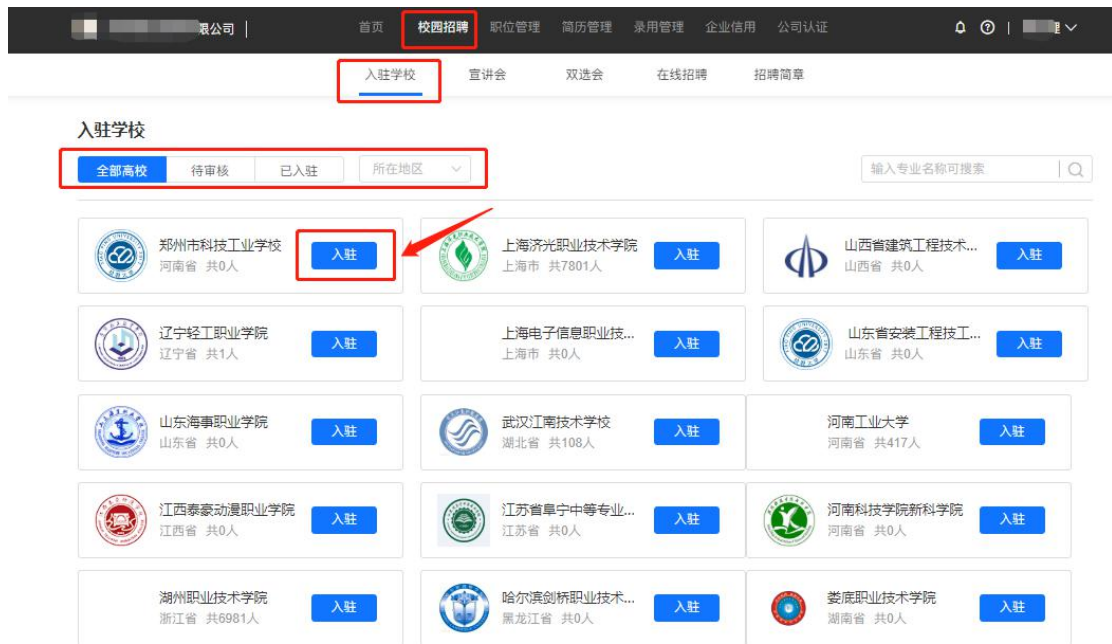 限公司 | 首页 校园招聘 职位管理 简历管理 录用管理 企业信用 公司认证
入驻学校 宣讲会 双选会 在线招聘 招聘简章
入驻学校
全部高校 待审核 已入驻 所在地区 输入专业名称可搜索
郑州市科技工业学校 入驻 上海济光职业技术学院 入驻 山西省建筑工程技术... 入驻
河南省 共0人 上海市 共7801人 山西省 共0人
辽宁轻工职业学院 入驻 上海电子信息职业技... 入驻 山东省安装工程技工... 入驻
辽宁省 共1人 上海市 共0人 山东省 共0人
山东海事职业学院 入驻 武汉江南技术学校 入驻 河南工业大学 入驻
山东省 共0人 湖北省 共108人 河南省 共417人
江西泰豪动漫职业学院 入驻 江苏省阜宁中等专业... 入驻 河南科技学院新科学院 入驻
江西省 共0人 江苏省 共0人 河南省 共0人
湖州职业技术学院 入驻 哈尔滨剑桥职业技术... 入驻 娄底职业技术学院 入驻
浙江省 共6981人 黑龙江省 共0人 湖南省 共0人